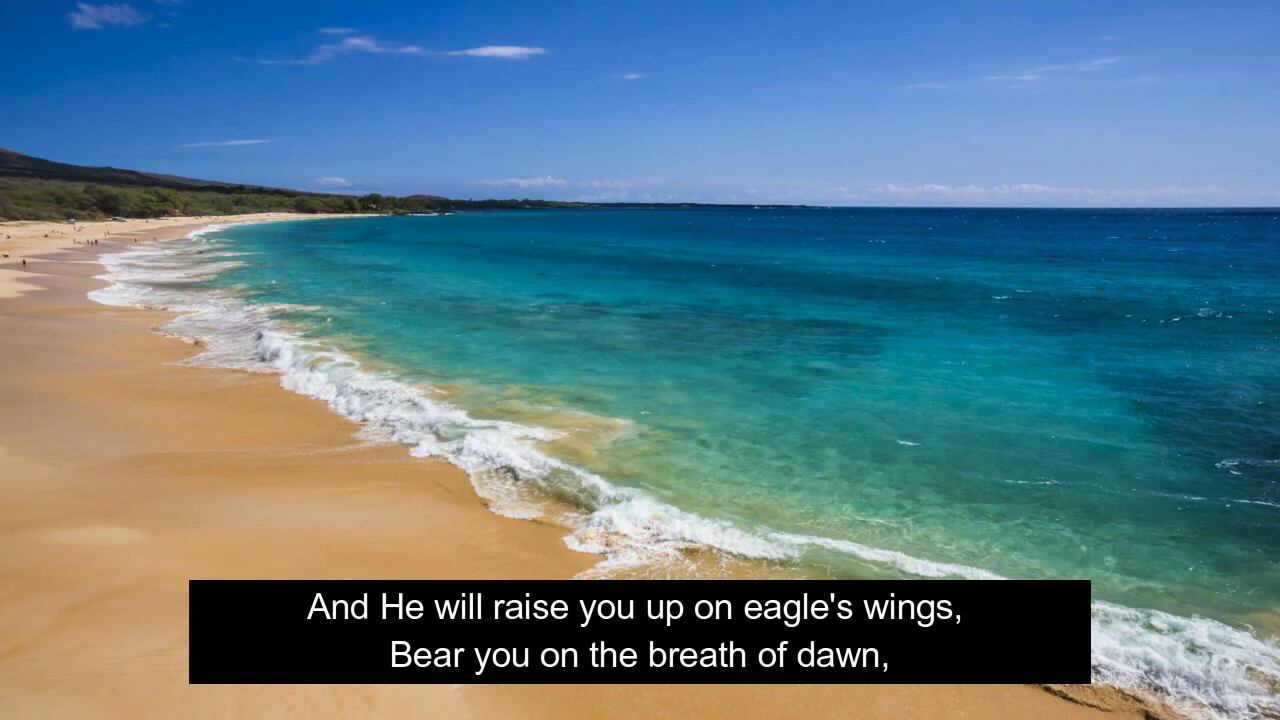 And He will raise you up on eagle's wings,
Bear you on the breath of dawn,